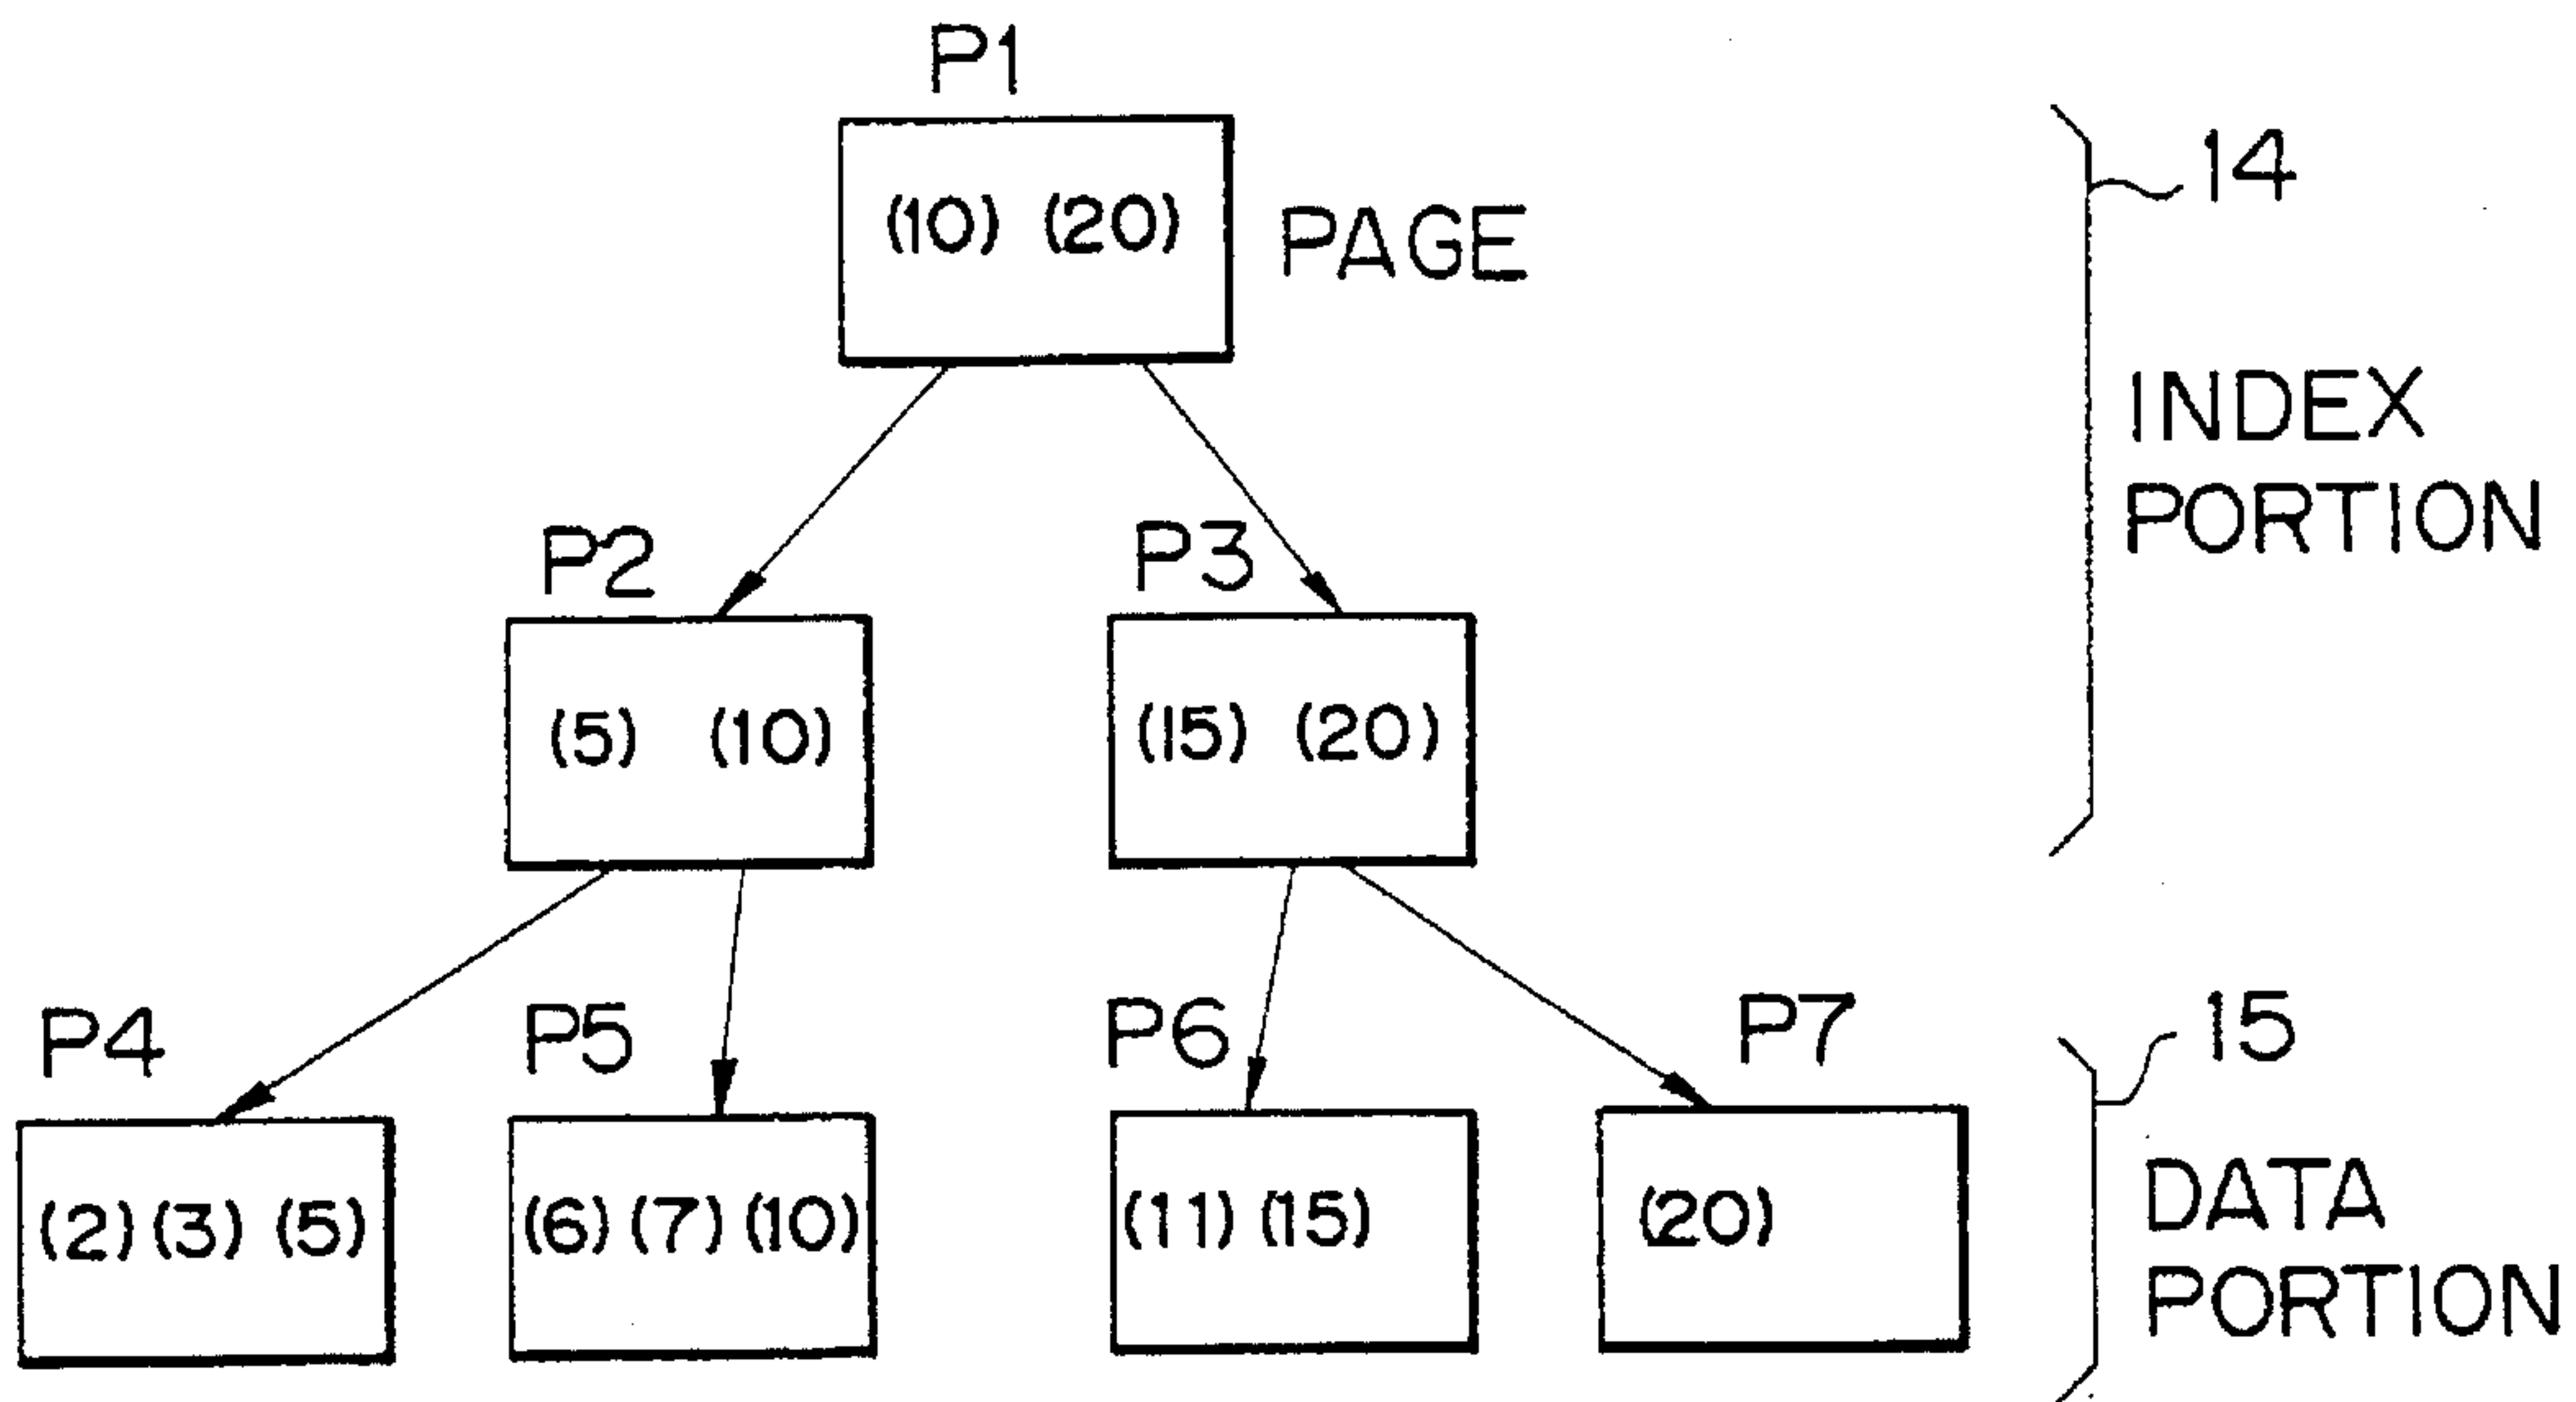 P1
(10) (20)
PAGE
14
INDEX
PORTION
P2
P3
(5) (10)
(15) (20)
P4
P5
P6
P7
15
(2) (3) (5)
(6) (7) (10)
(11) (15)
(20)
DATA
PORTION